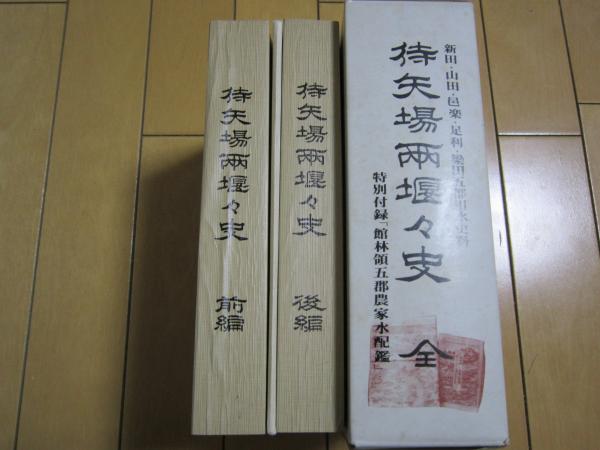 待矢場両堰々史 前編
待矢場両堰々史 後編
新田・山田・邑楽・足利・梁田五郡用水史料
待矢場両堰々史 全
特別付録「館林領五郡農家水配鑑」